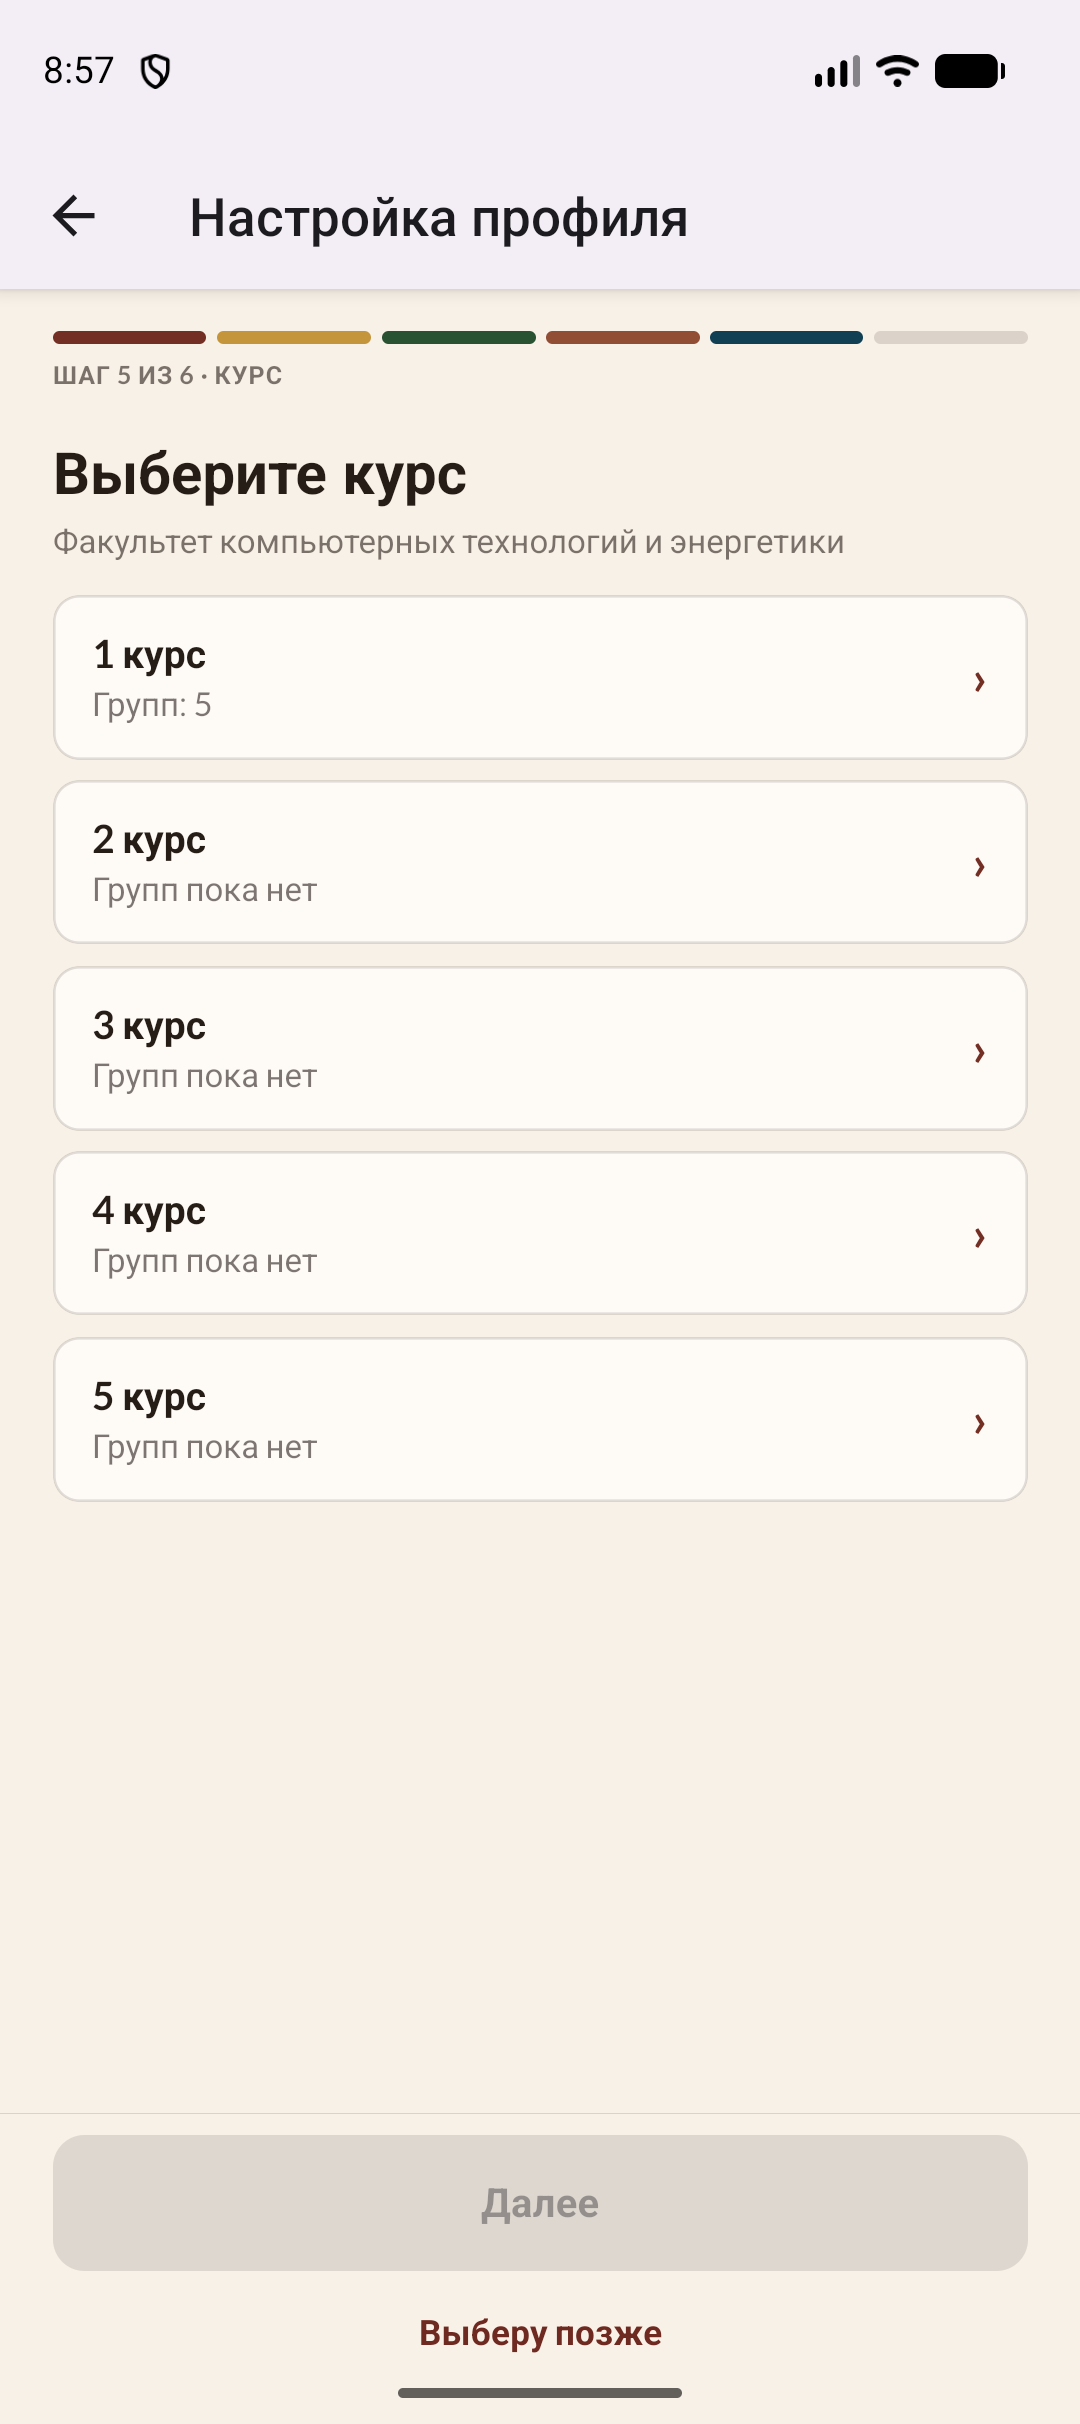 8:57
Настройка профиля
ШАГ 5 ИЗ 6 · КУРС
Выберите курс
Факультет компьютерных технологий и энергетики
1 курс
Групп: 5
2 курс
Групп пока нет
3 курс
Групп пока нет
4 курс
Групп пока нет
5 курс
Групп пока нет
Далее
Выберу позже